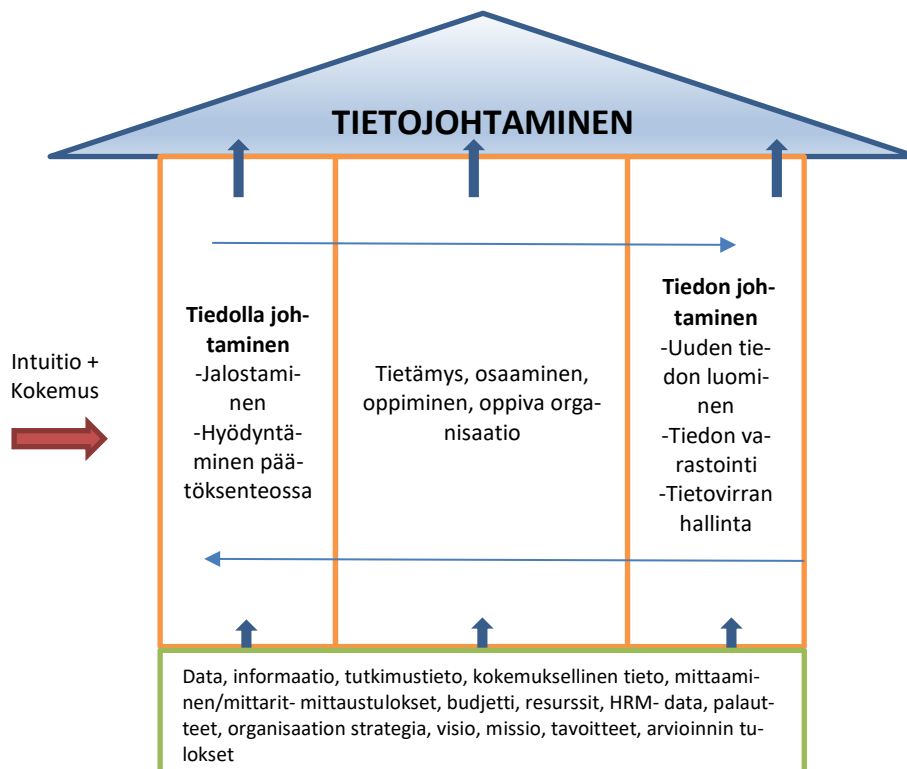 TIETOJOHTAMINEN
Intuitio +
Kokemus
Tiedolla joh-
taminen
-Jalostami-
nen
-Hyödyntä-
minen pää-
töksenteossa
Tietämys, osaaminen,
oppiminen, oppiva orga-
nisaatio
Tiedon joh-
taminen
-Uuden tie-
don luomi-
nen
-Tiedon va-
rastointi
-Tietovirran
hallinta
Data, informaatio, tutkimustieto, kokemuksellinen tieto, mittaami-
nen/mittarit- mittaustulokset, budjetti, resurssit, HRM- data, palaut-
teet, organisaation strategia, visio, missio, tavoitteet, arvioinnin tu-
lokset